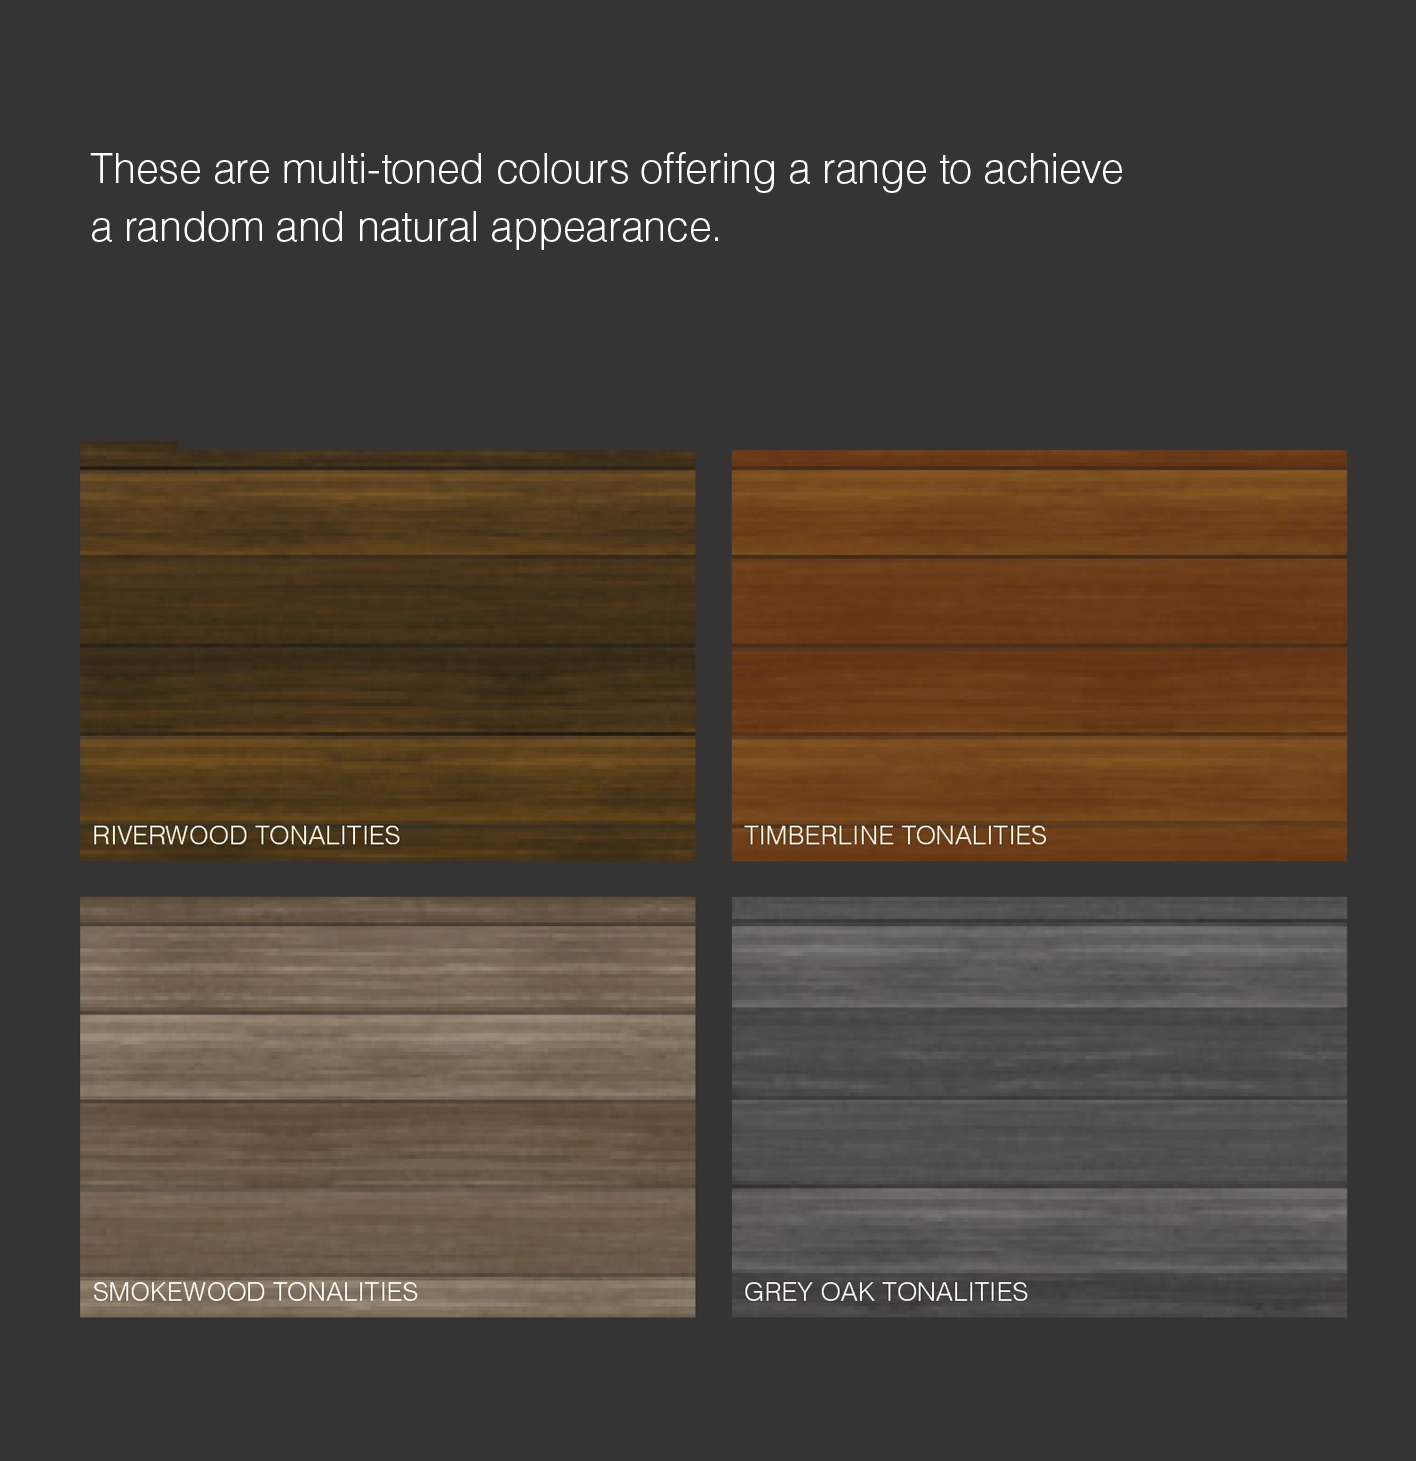 These are multi-toned colours offering a range to achieve
a random and natural appearance.
RIVERWOOD TONALITIES
TIMBERLINE TONALITIES
SMOKEWOOD TONALITIES
GREY OAK TONALITIES